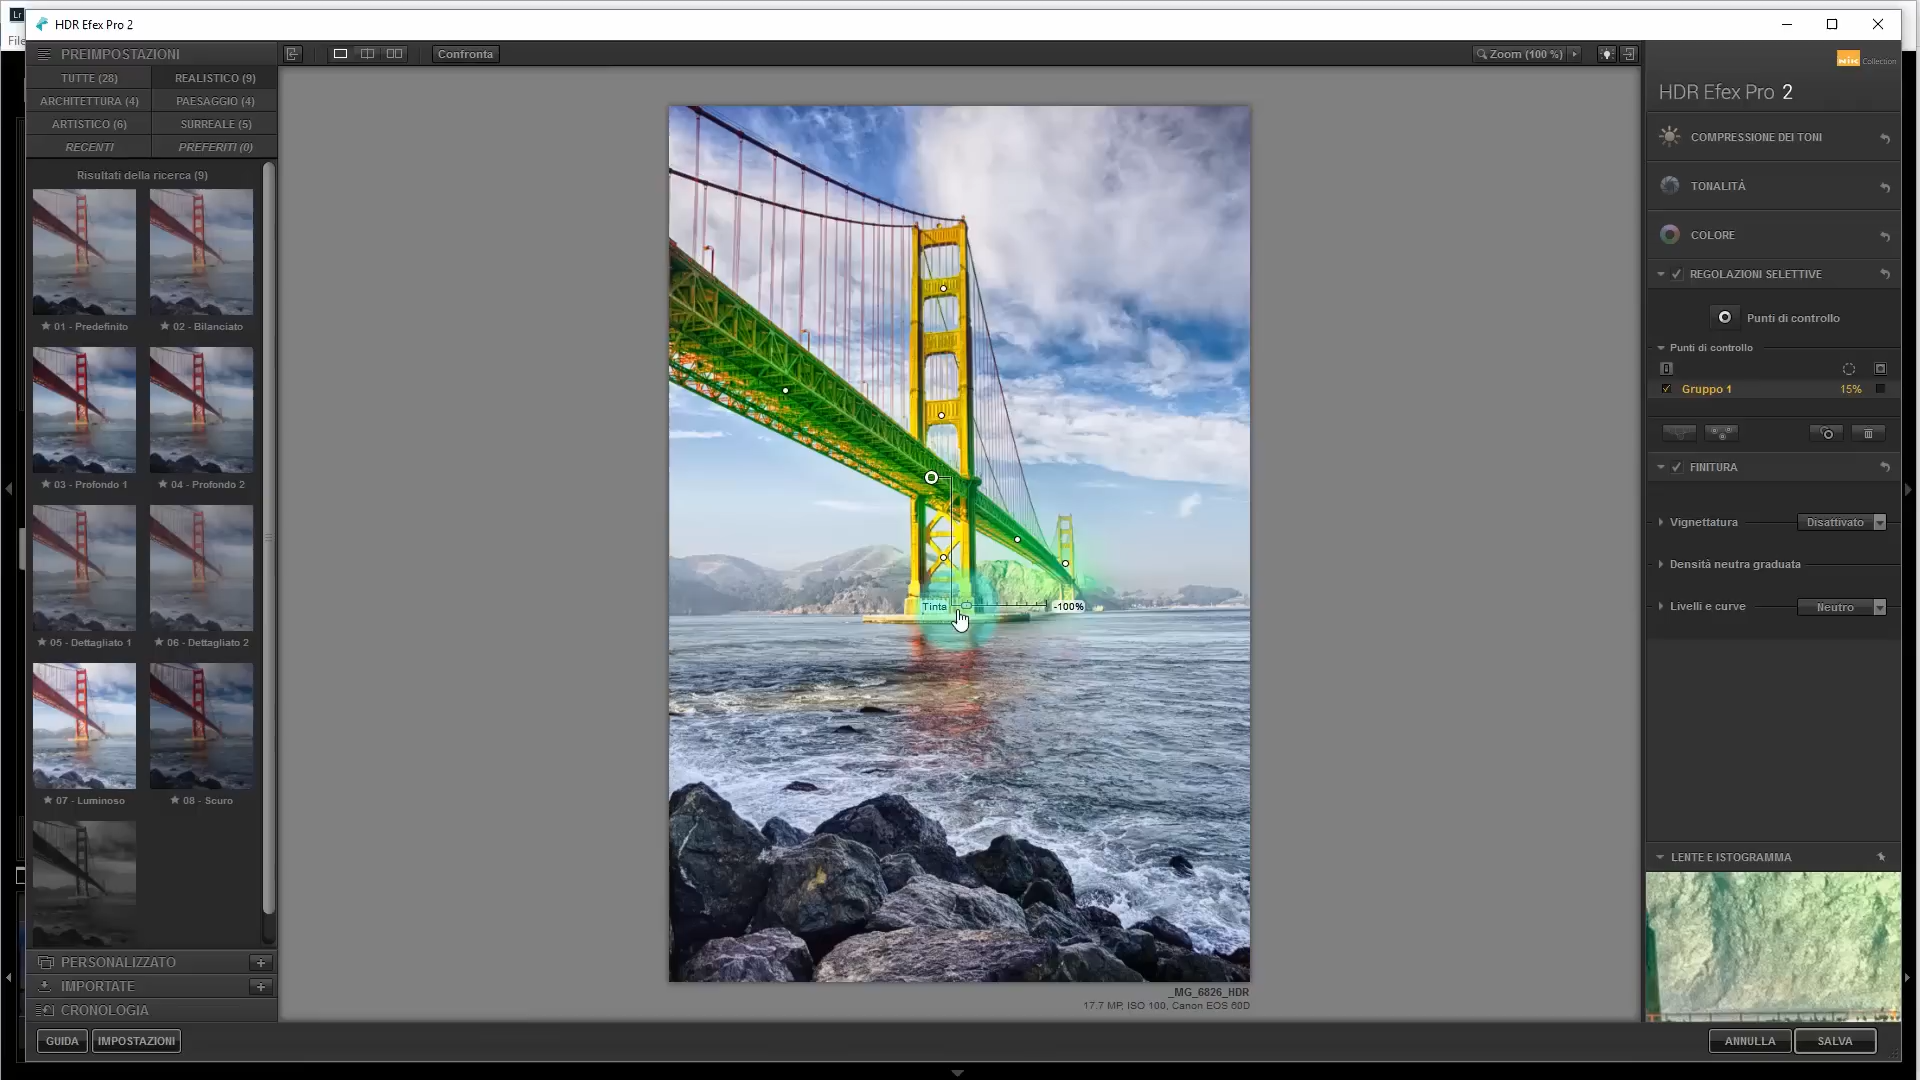 Lr
File
HDR Efex Pro 2
PREIMPOSTAZIONI
TUTTE (28)
REALISTICO (9)
ARCHITETTURA (4)
PAESAGGIO (4)
ARTISTICO (6)
SURREALE (5)
RECENTI
PREFERITI (0)
Risultati della ricerca (9)
01 - Predefinito
02 - Bilanciato
03 - Profondo 1
04 - Profondo 2
05 - Dettagliato 1
06 - Dettagliato 2
07 - Luminoso
08 - Scuro
PERSONALIZZATO
IMPORTATE
CRONOLOGIA
GUIDA
IMPOSTAZIONI
Confronta
Zoom (100 %)
Tinta
-100%
_MG_6826_HDR
17.7 MP, ISO 100, Canon EOS 60D
NIK Collection
HDR Efex Pro 2
COMPRESSIONE DEI TONI
TONALITÀ
COLORE
REGOLAZIONI SELETTIVE
Punti di controllo
Punti di controllo
Gruppo 1 15%
FINITURA
Vignettatura Disattivato
Densità neutra graduata
Livelli e curve Neutro
LENTE E ISTOGRAMMA
ANNULLA
SALVA